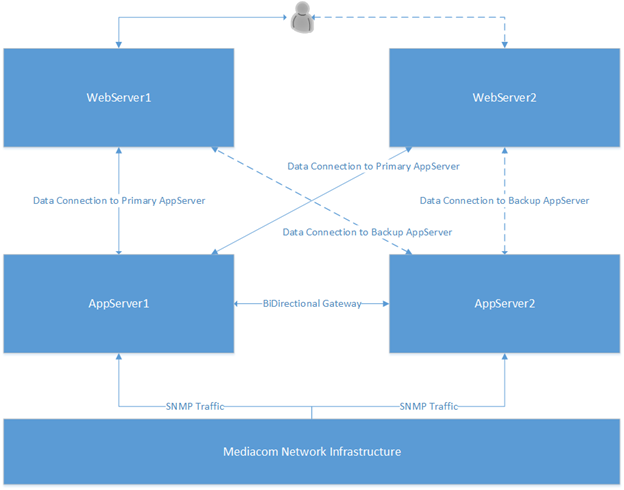 WebServer1
WebServer2
Data Connection to Primary AppServer
Data Connection to Primary AppServer
Data Connection to Backup AppServer
Data Connection to Backup AppServer
AppServer1
BiDirectional Gateway
AppServer2
SNMP Traffic
SNMP Traffic
Mediacom Network Infrastructure